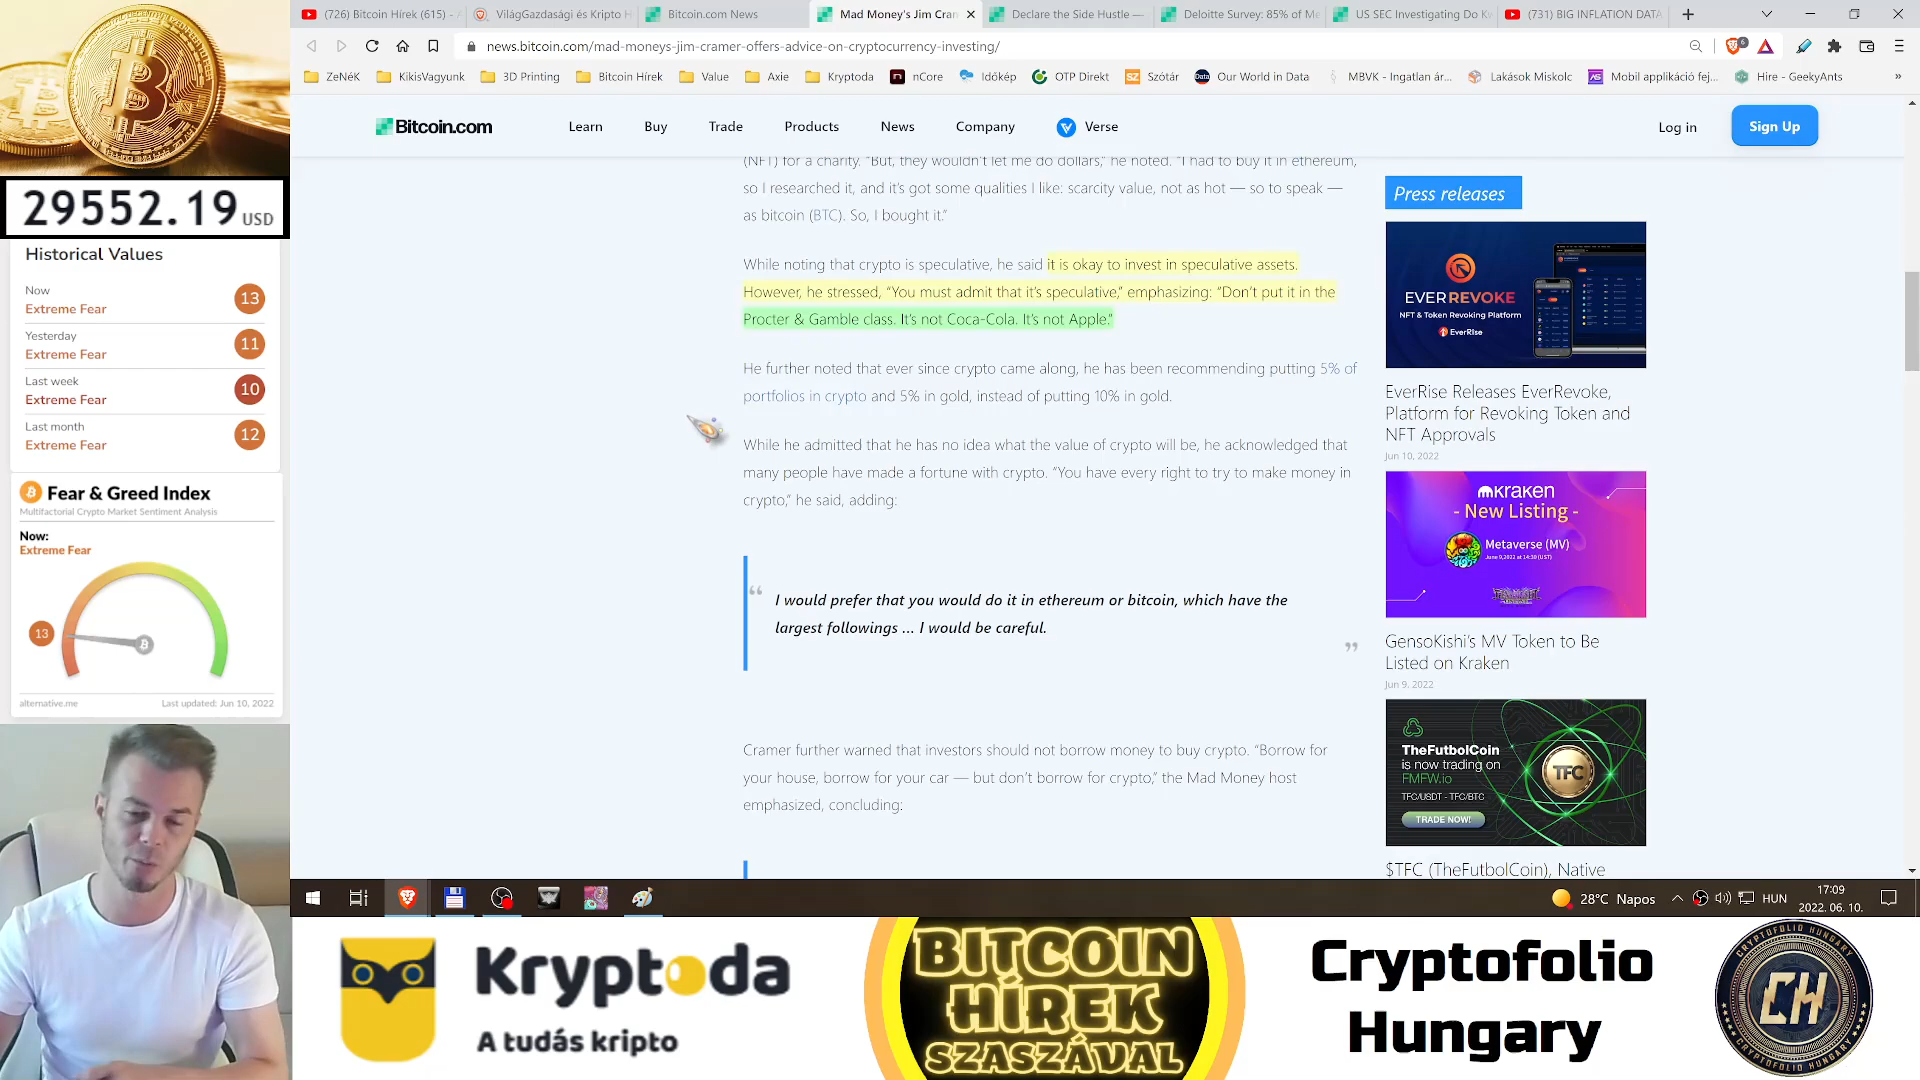 (726) Bitcoin Hírek (615) -
VilágGazdasági és Kripto H
Bitcoin.com News
Mad Money's Jim Cram
Declare the Side Hustle —
Deloitte Survey: 85% of Me
US SEC Investigating Do Kw
(731) BIG INFLATION DATA
news.bitcoin.com/mad-moneys-jim-cramer-offers-advice-on-cryptocurrency-investing/
6
ZeNéK
KikisVagyunk
3D Printing
Bitcoin Hírek
Value
Axie
Kryptoda
nCore
Időkép
OTP Direkt
SZ Szótár
Our World in Data
MBVK - Ingatlan ár...
Lakások Miskolc
Mobil applikáció fej...
Hire - GeekyAnts
»
Bitcoin.com
Learn
Buy
Trade
Products
News
Company
Verse
Log in
Sign Up
29552.19 USD
Historical Values
Now
Extreme Fear
13
Yesterday
Extreme Fear
11
Last week
Extreme Fear
10
Last month
Extreme Fear
12
Fear & Greed Index
Multifactorial Crypto Market Sentiment Analysis
Now:
Extreme Fear
13
alternative.me
Last updated: Jun 10, 2022
(NFT) for a charity. “But, they wouldn’t let me do dollars,” he noted. “I had to buy it in ethereum,
so I researched it, and it’s got some qualities I like: scarcity value, not as hot — so to speak —
as bitcoin (BTC). So, I bought it.”
While noting that crypto is speculative, he said it is okay to invest in speculative assets.
However, he stressed, “You must admit that it’s speculative,” emphasizing: “Don’t put it in the
Procter & Gamble class. It’s not Coca-Cola. It’s not Apple.”
He further noted that ever since crypto came along, he has been recommending putting 5% of
portfolios in crypto and 5% in gold, instead of putting 10% in gold.
While he admitted that he has no idea what the value of crypto will be, he acknowledged that
many people have made a fortune with crypto. “You have every right to try to make money in
crypto,” he said, adding:
“ I would prefer that you would do it in ethereum or bitcoin, which have the
largest followings ... I would be careful.
”
Cramer further warned that investors should not borrow money to buy crypto. “Borrow for
your house, borrow for your car — but don’t borrow for crypto,” the Mad Money host
emphasized, concluding:
Press releases
EVERREVOKE
NFT & Token Revoking Platform
EverRise
EverRise Releases EverRevoke,
Platform for Revoking Token and
NFT Approvals
Jun 10, 2022
mkraken
- New Listing -
Metaverse (MV)
June 9,2022 at 14:30 (UST)
GensoKishi’s MV Token to Be
Listed on Kraken
Jun 9, 2022
TheFutbolCoin
is now trading on
FMFW.io
TFC/USDT - TFC/BTC
TRADE NOW!
TFC
$TFC (TheFutbolCoin), Native
28°C Napos
HUN
17:09
2022. 06. 10.
Kryptoda
A tudás kripto
BITCOIN
HÍREK
SZASZÁVAL
Cryptofolio
Hungary
CRYPTOFOLIO HUNGARY
CH
CRYPTOFOLIO HUNGARY